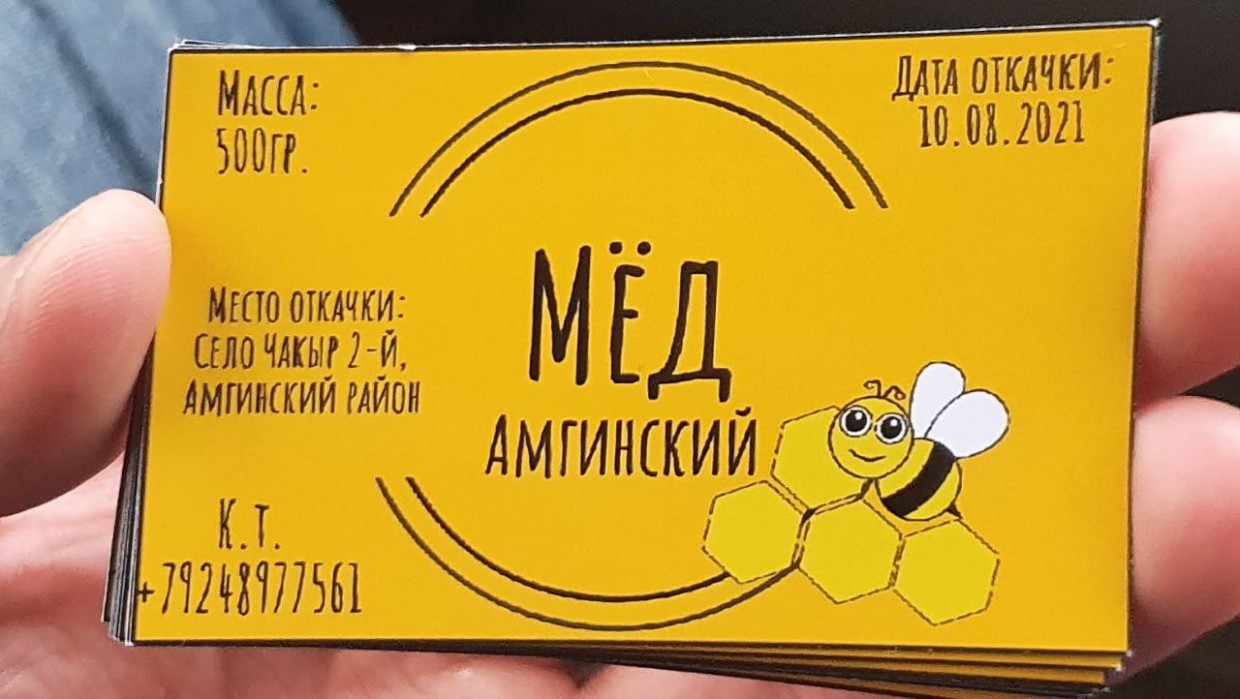 Масса:
500гр.
Дата откачки:
10.08.2021
Место откачки:
Село Чакыр 2-й,
Амгинский район
Мёд
Амгинский
К.т.
+79248977561